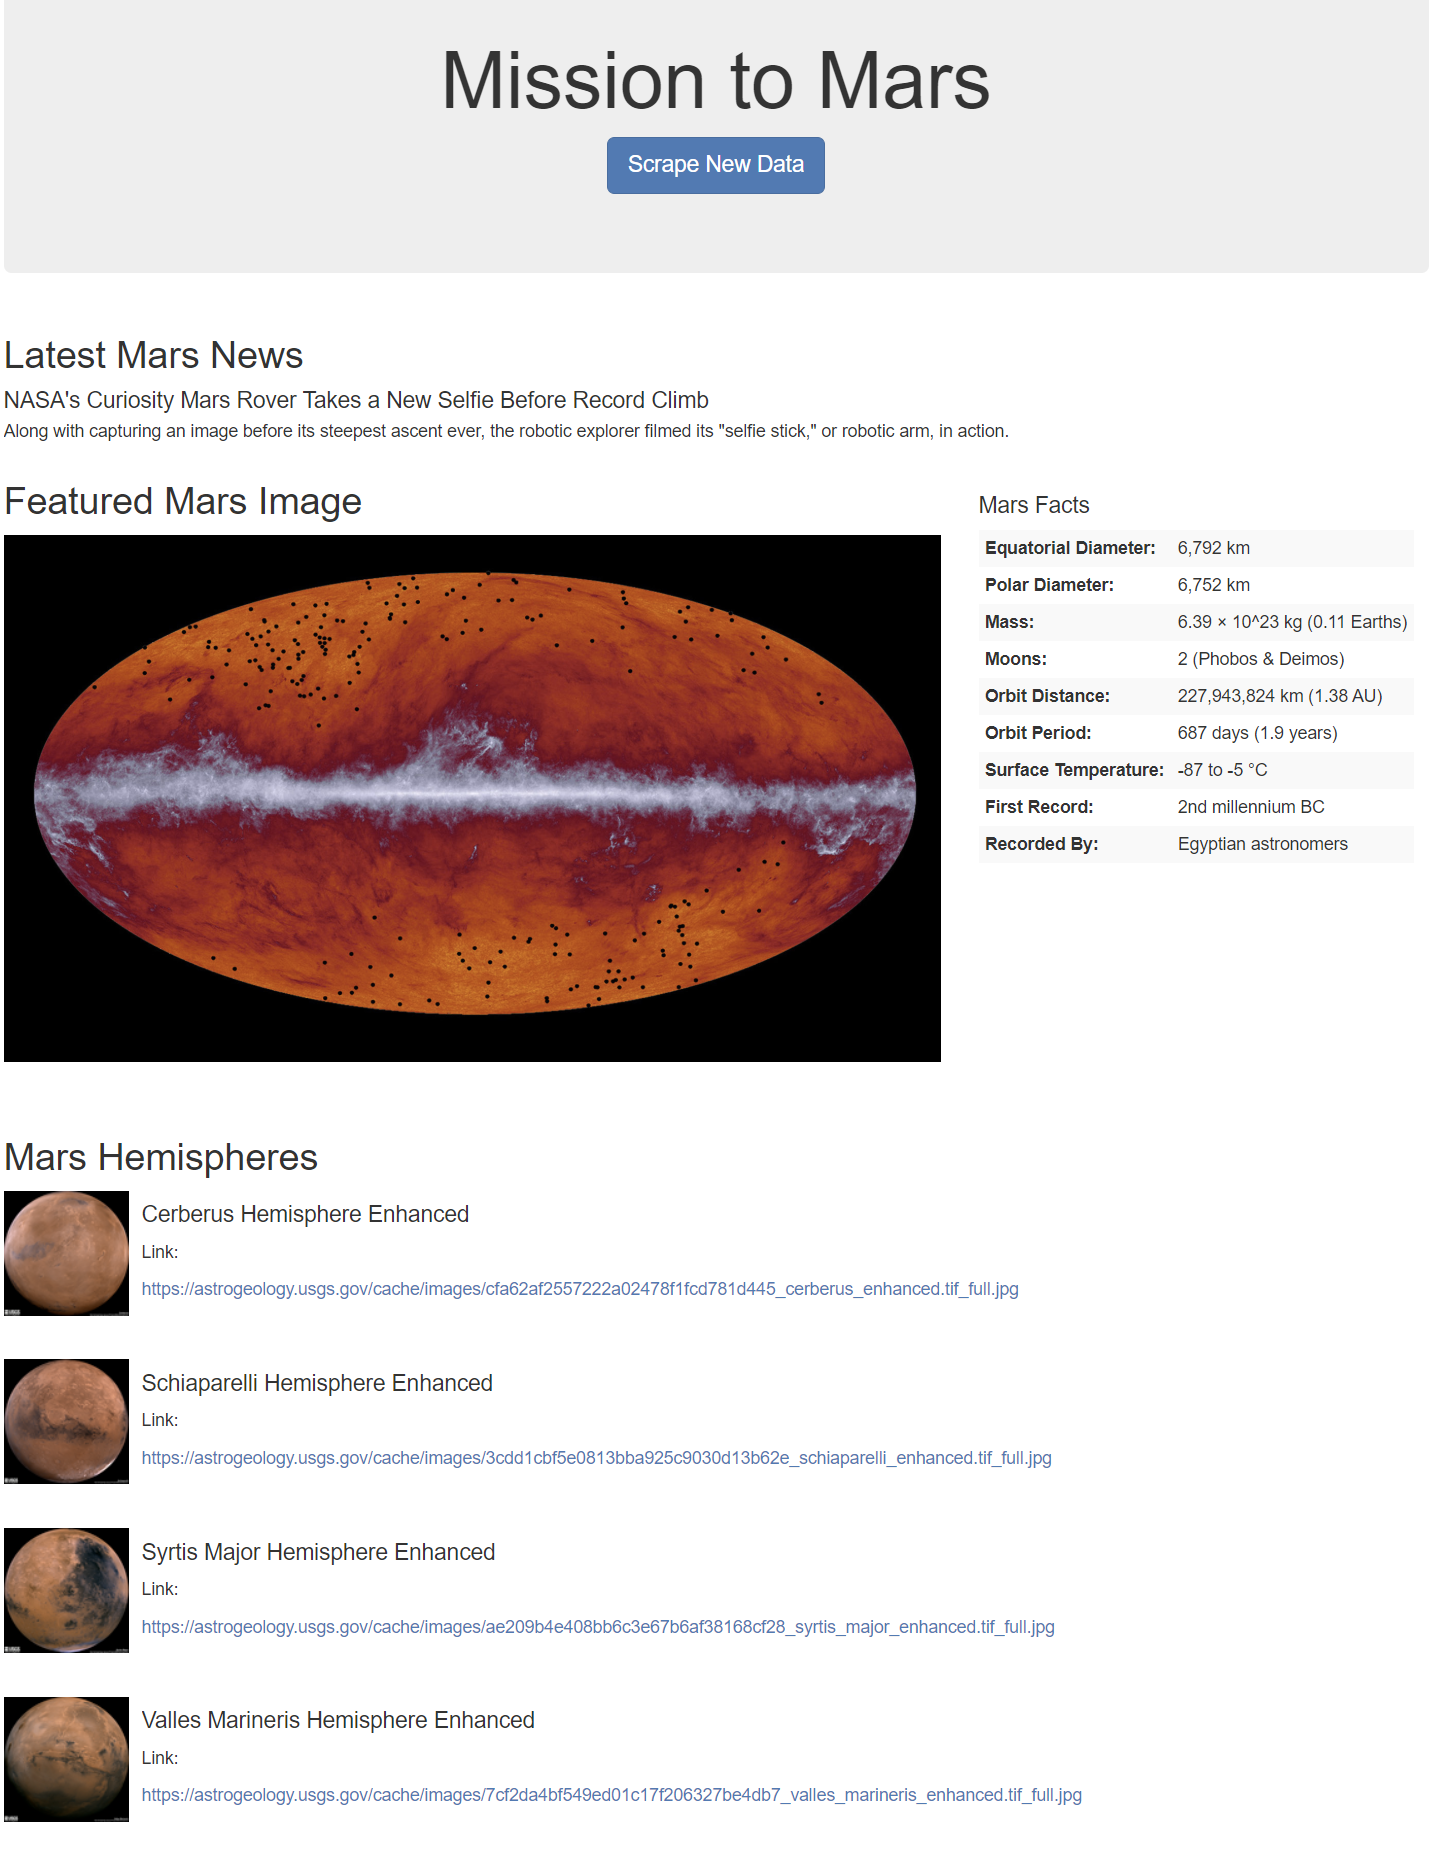 Mission to Mars
Scrape New Data
Latest Mars News
NASA's Curiosity Mars Rover Takes a New Selfie Before Record Climb
Along with capturing an image before its steepest ascent ever, the robotic explorer filmed its "selfie stick," or robotic arm, in action.
Featured Mars Image
Mars Facts
Equatorial Diameter: 6,792 km
Polar Diameter: 6,752 km
Mass: 6.39 × 10^23 kg (0.11 Earths)
Moons: 2 (Phobos & Deimos)
Orbit Distance: 227,943,824 km (1.38 AU)
Orbit Period: 687 days (1.9 years)
Surface Temperature: -87 to -5 °C
First Record: 2nd millennium BC
Recorded By: Egyptian astronomers
Mars Hemispheres
Cerberus Hemisphere Enhanced
Link:
https://astrogeology.usgs.gov/cache/images/cfa62af2557222a02478f1fcd781d445_cerberus_enhanced.tif_full.jpg
Schiaparelli Hemisphere Enhanced
Link:
https://astrogeology.usgs.gov/cache/images/3cdd1cbf5e0813bba925c9030d13b62e_schiaparelli_enhanced.tif_full.jpg
Syrtis Major Hemisphere Enhanced
Link:
https://astrogeology.usgs.gov/cache/images/ae209b4e408bb6c3e67b6af38168cf28_syrtis_major_enhanced.tif_full.jpg
Valles Marineris Hemisphere Enhanced
Link:
https://astrogeology.usgs.gov/cache/images/7cf2da4bf549ed01c17f206327be4db7_valles_marineris_enhanced.tif_full.jpg